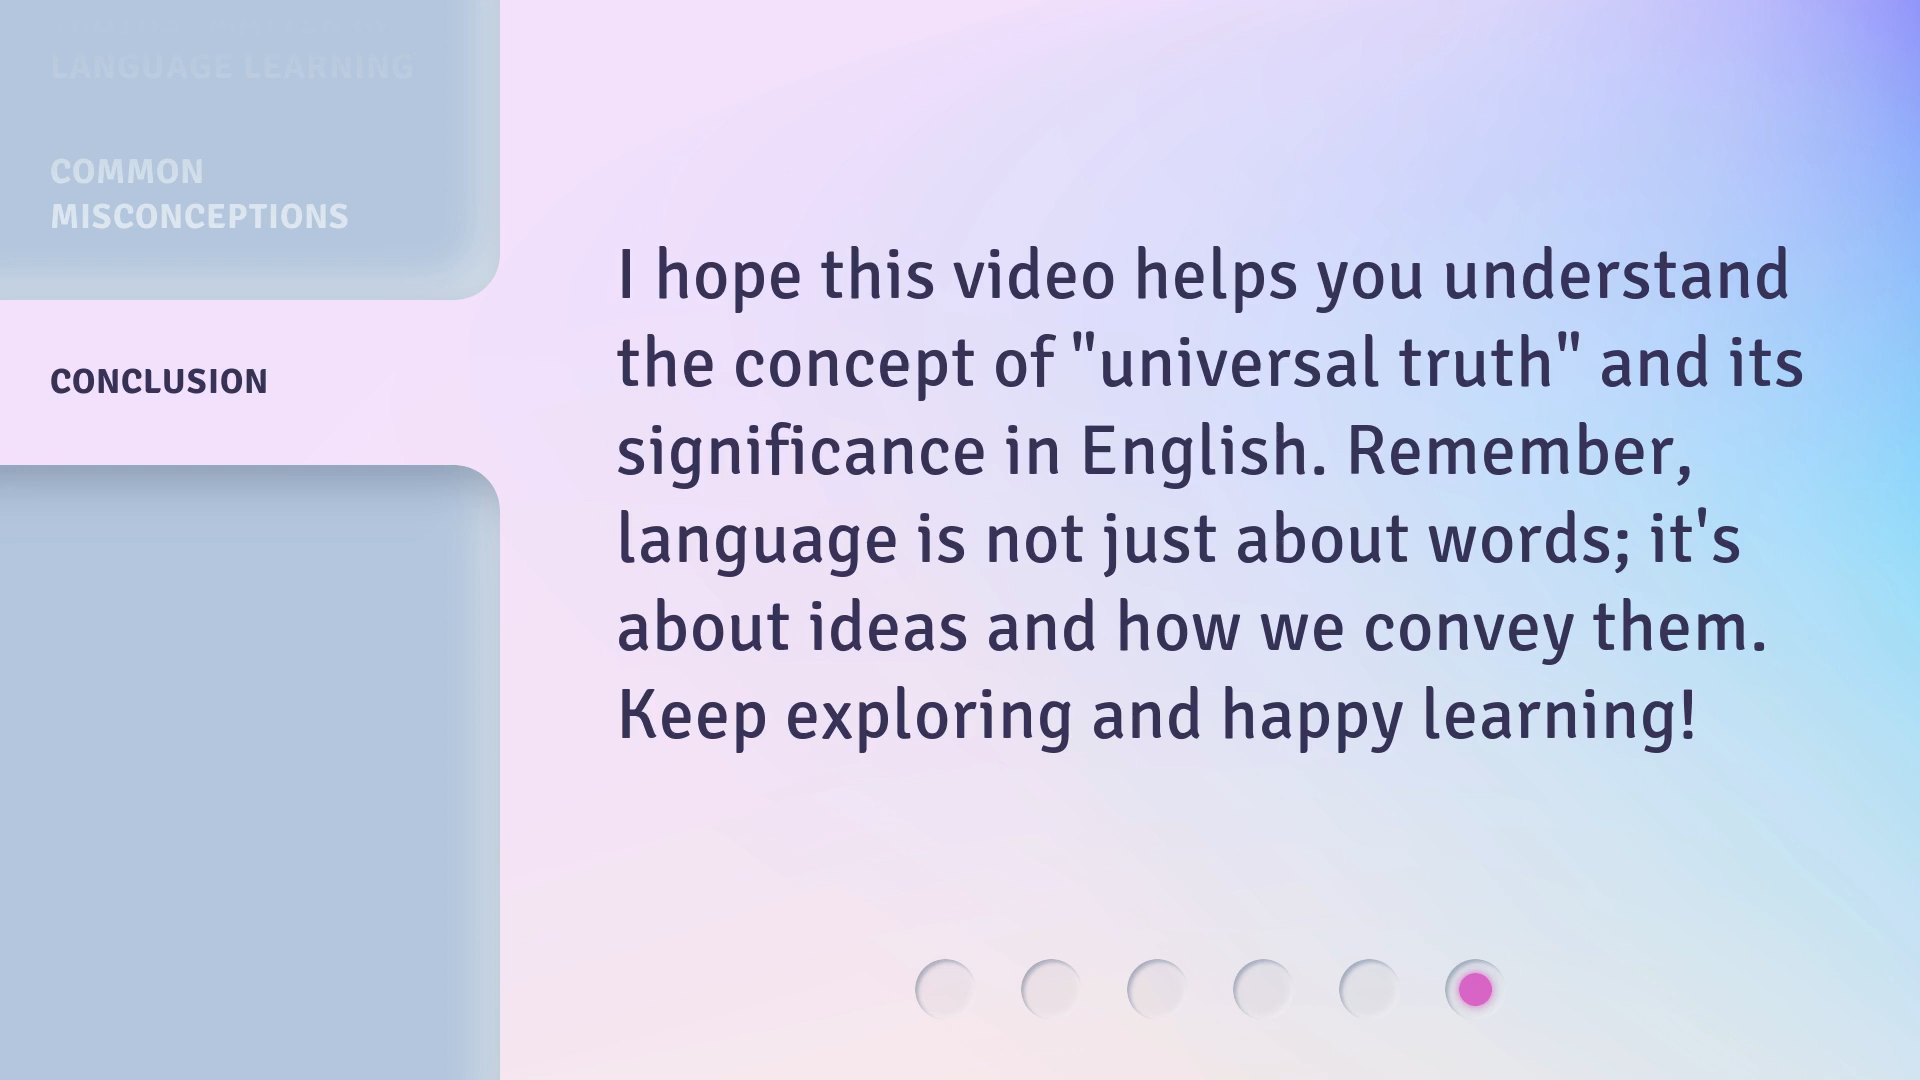 LANGUAGE LEARNING
COMMON
MISCONCEPTIONS
CONCLUSION
I hope this video helps you understand
the concept of "universal truth" and its
significance in English. Remember,
language is not just about words; it's
about ideas and how we convey them.
Keep exploring and happy learning!